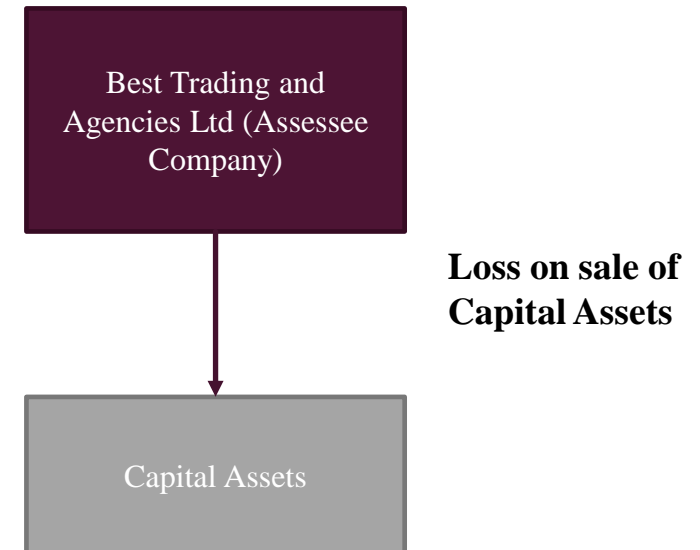 Best Trading and
Agencies Ltd (Assessee
Company)
Loss on sale of
Capital Assets
Capital Assets